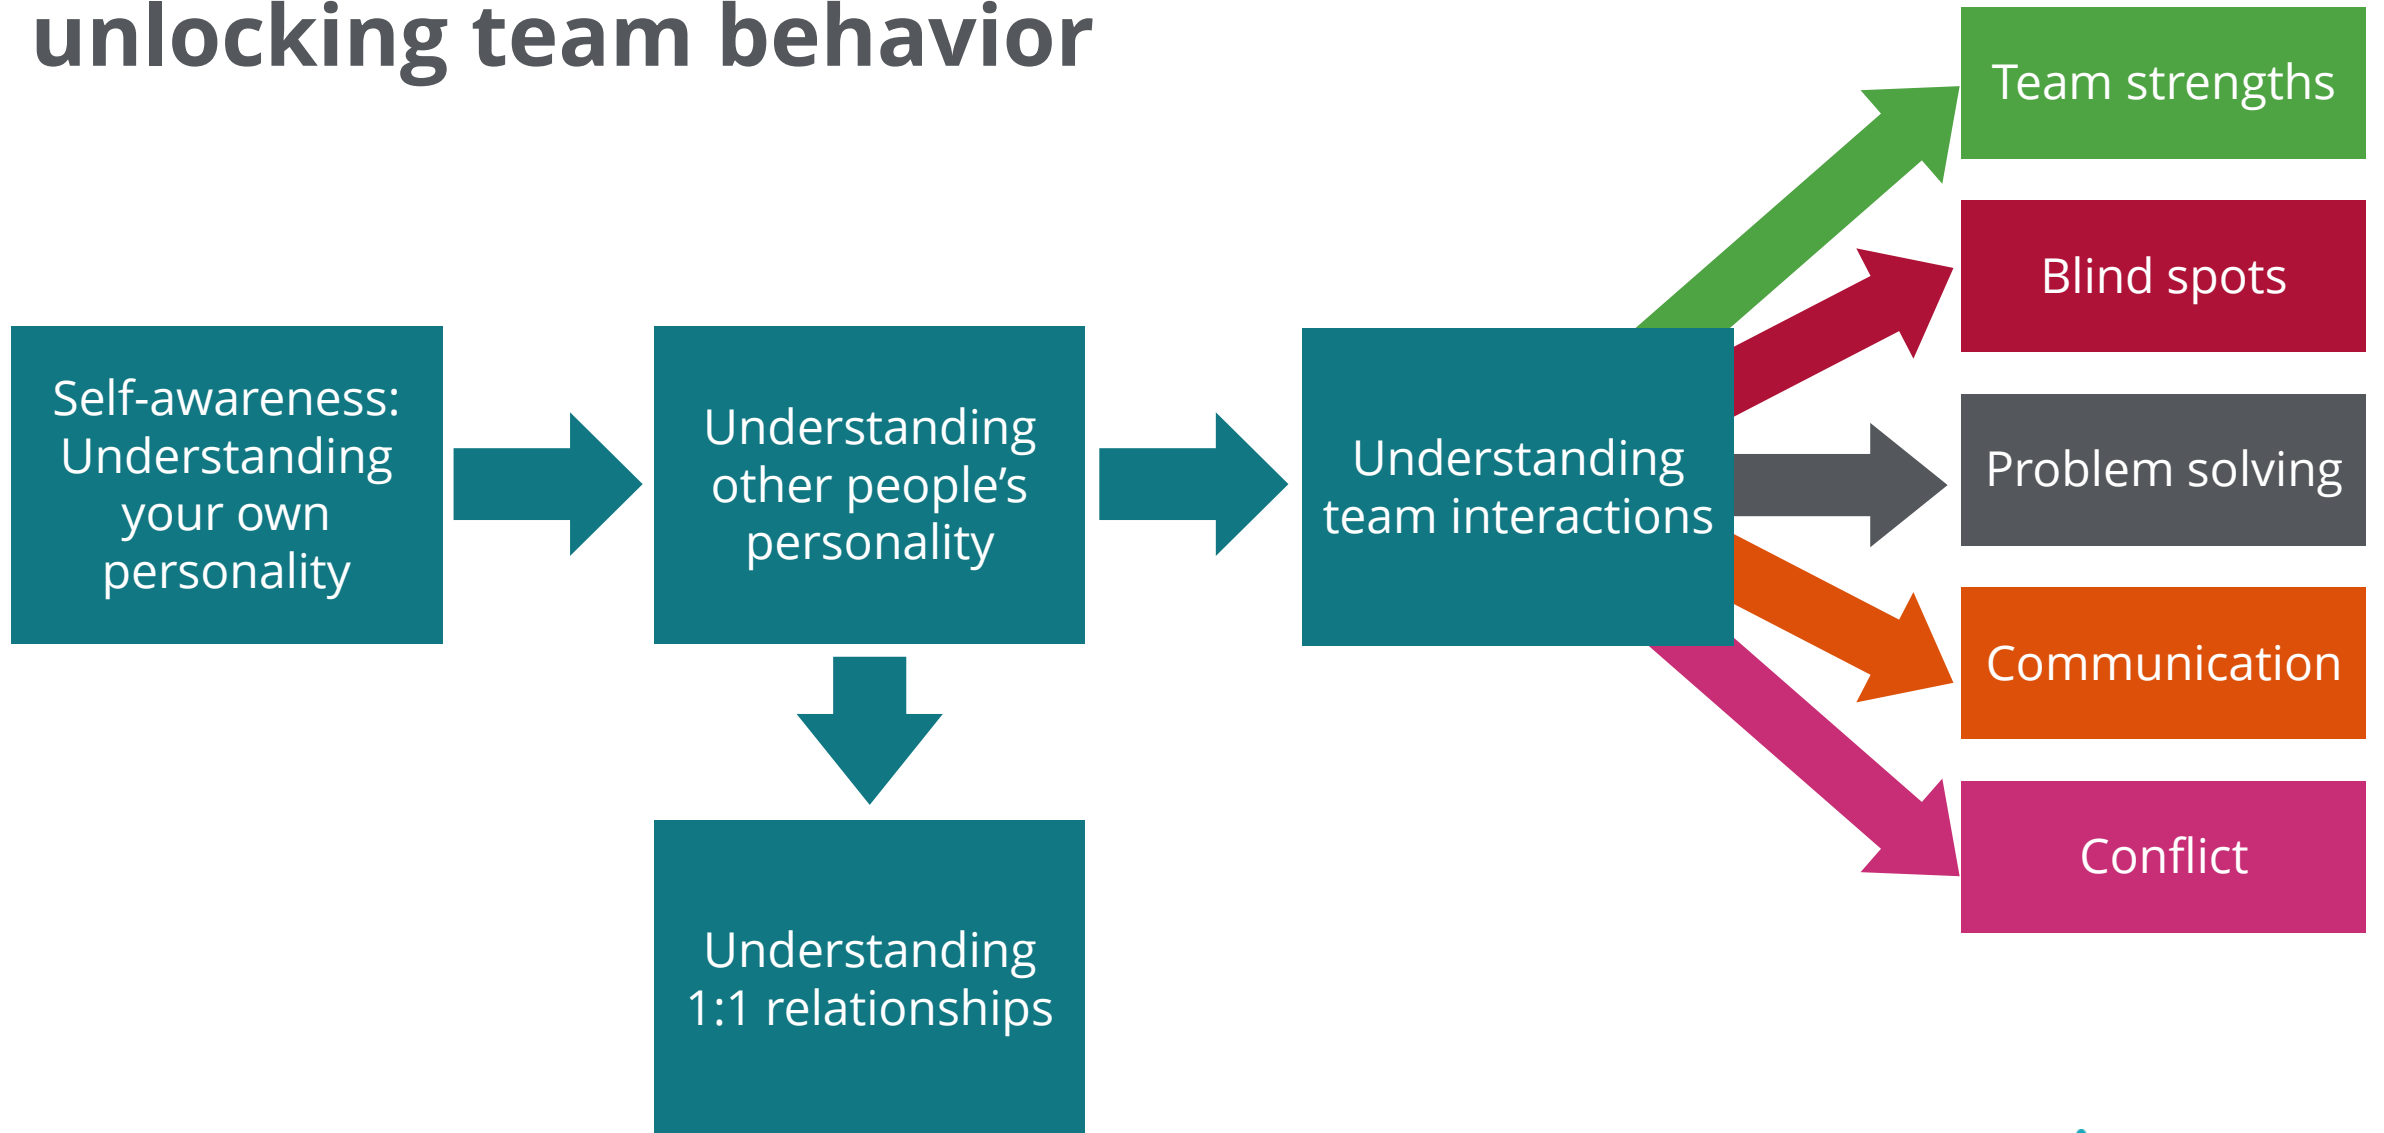 unlocking team behavior
Team strengths
Blind spots
Self-awareness:
Understanding
your own
personality
Understanding
other people’s
personality
Understanding
team interactions
Problem solving
Communication
Conflict
Understanding
1:1 relationships